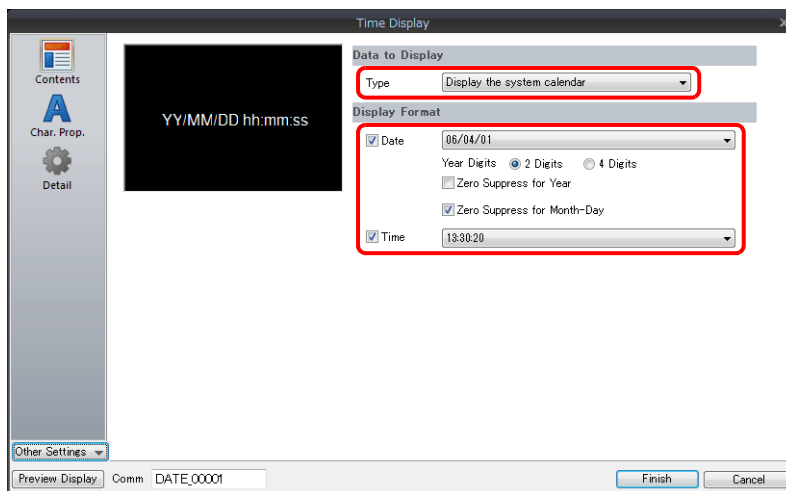 Time Display
x
Contents
Char. Prop.
Detail
YY/MM/DD hh:mm:ss
Data to Display
Type
Display the system calendar
Display Format
Date
06/04/01
Year Digits
2 Digits
4 Digits
Zero Suppress for Year
Zero Suppress for Month-Day
Time
13:30:20
Other Settings
Preview Display
Comm
DATE_00001
Finish
Cancel